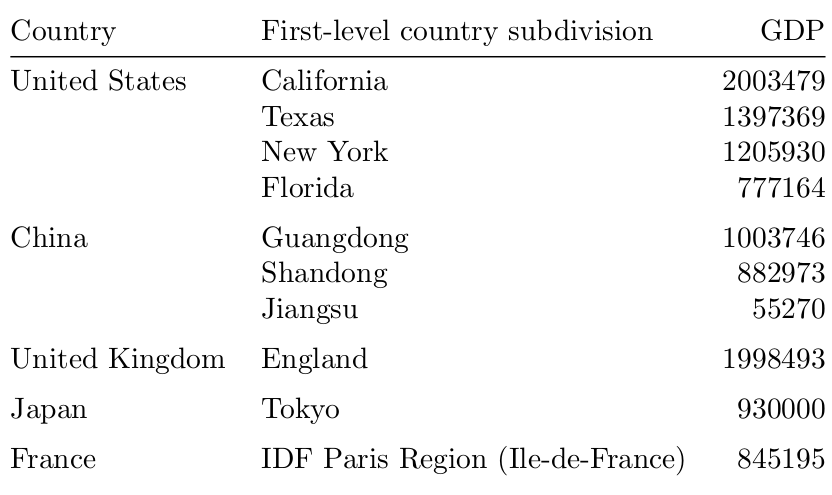 Country First-level country subdivision GDP
United States California 2003479
Texas 1397369
New York 1205930
Florida 777164
China Guangdong 1003746
Shandong 882973
Jiangsu 55270
United Kingdom England 1998493
Japan Tokyo 930000
France IDF Paris Region (Ile-de-France) 845195